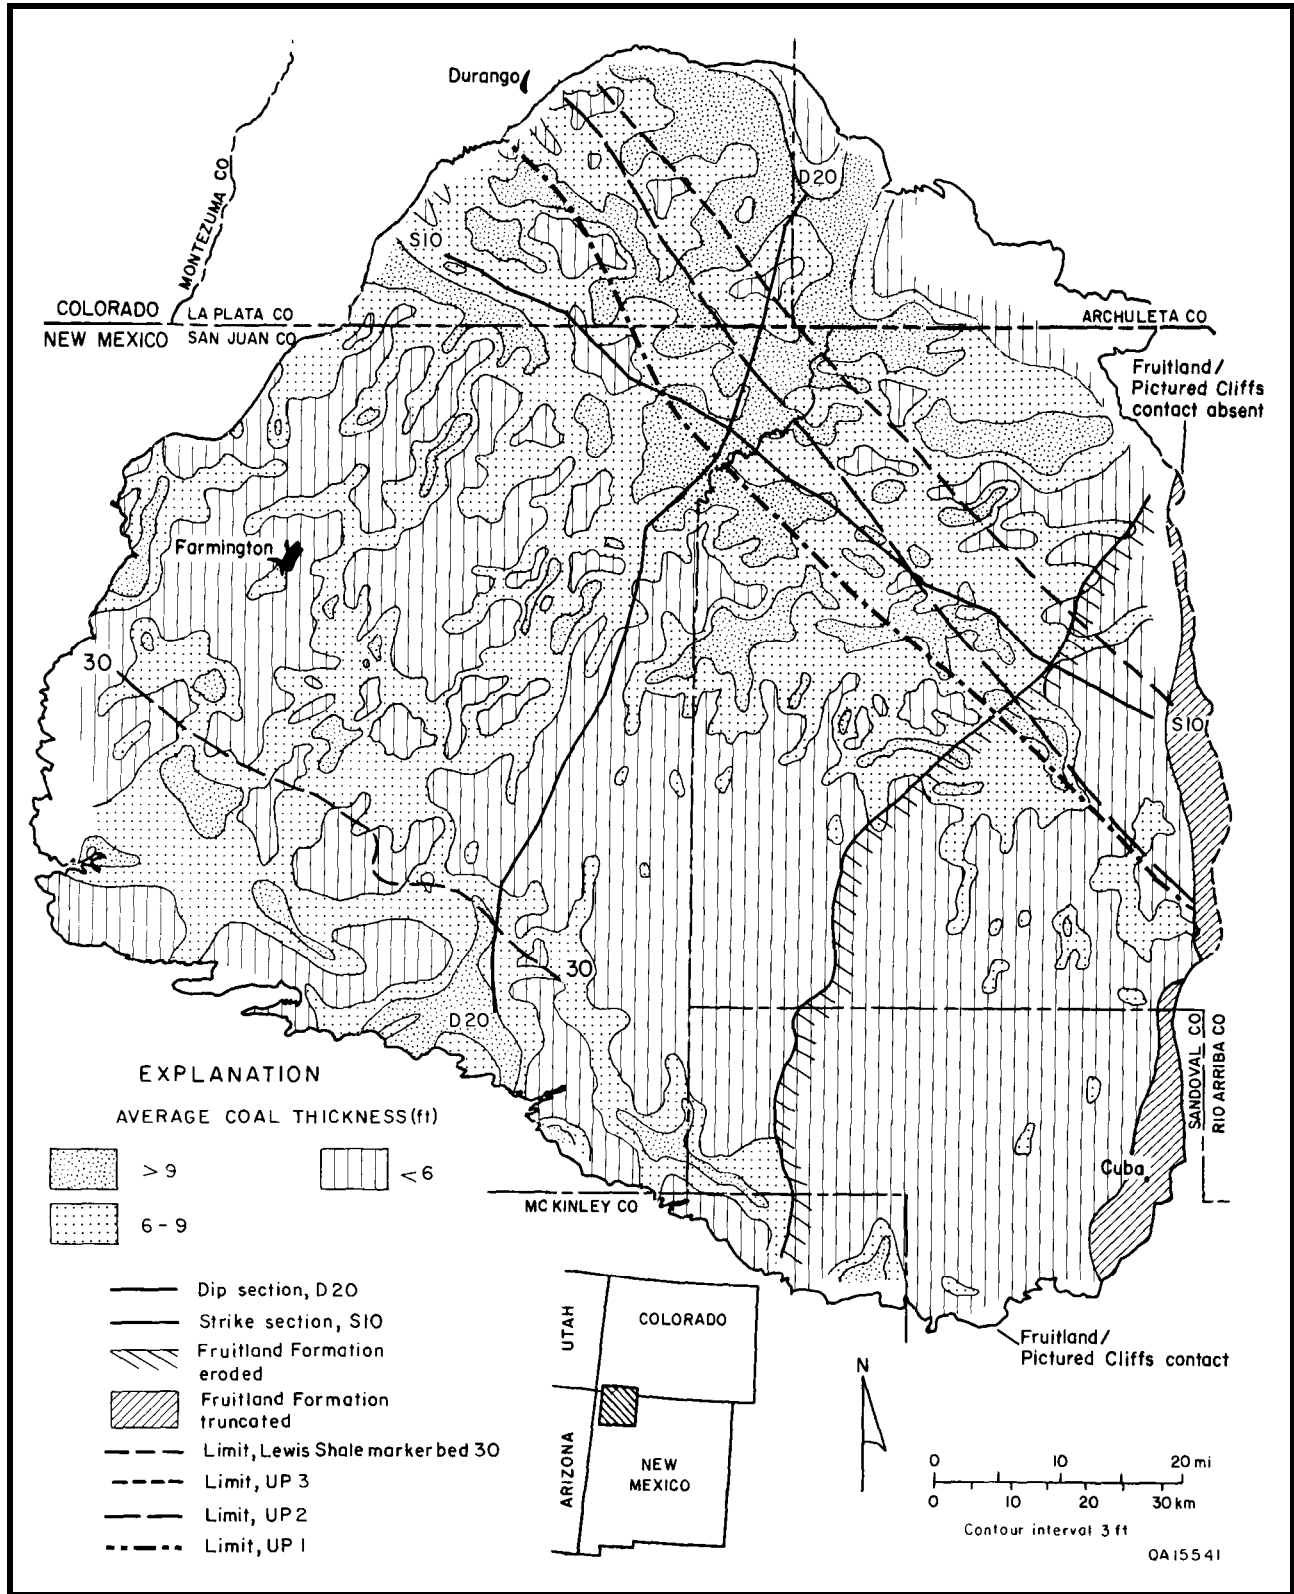 Durango
MONTEZUMA CO
D20
S10
COLORADO
LA PLATA CO
ARCHULETA CO
NEW MEXICO
SAN JUAN CO
Fruitland/
Pictured Cliffs
contact absent
Farmington
30
S10
30
D20
SANDOVAL CO
RIO ARRIBA CO
Cuba
MC KINLEY CO
EXPLANATION
AVERAGE COAL THICKNESS (ft)
>9
<6
6-9
Dip section, D20
Strike section, S10
Fruitland Formation
eroded
Fruitland Formation
truncated
Limit, Lewis Shale marker bed 30
Limit, UP 3
Limit, UP 2
Limit, UP 1
UTAH
COLORADO
ARIZONA
NEW
MEXICO
Fruitland/
Pictured Cliffs contact
N
0 10 20 mi
0 10 20 30 km
Contour interval 3 ft
QA15541